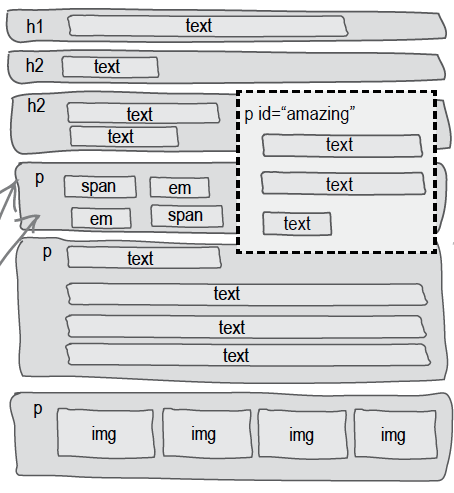 h1 text
h2 text
h2 text
text
p id="amazing"
text
text
text
p span em
em span
p text
text
text
text
p img img img img